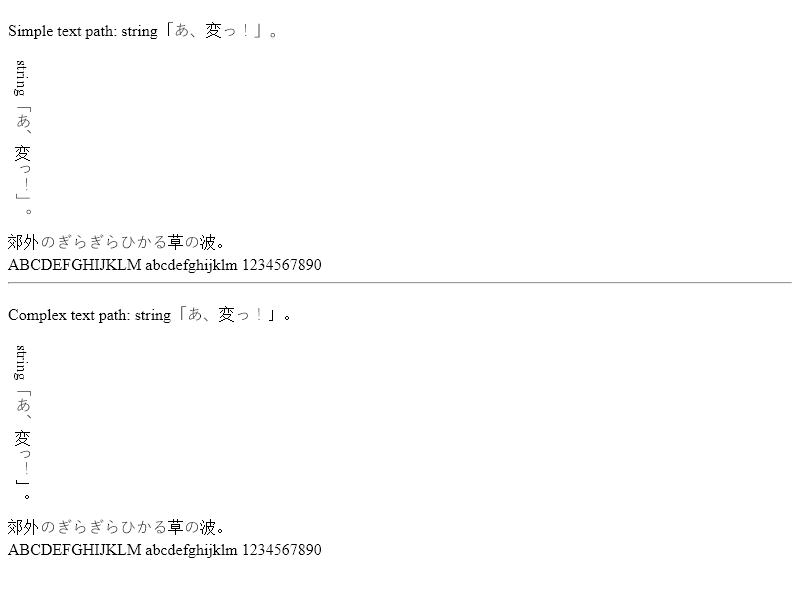 Simple text path: string「あ、変っ！」。
string「あ、変っ！」。
郊外のぎらぎらひかる草の波。
ABCDEFGHIJKLM abcdefghijklm 1234567890
Complex text path: string「あ、変っ！」。
string「あ、変っ！」。
郊外のぎらぎらひかる草の波。
ABCDEFGHIJKLM abcdefghijklm 1234567890